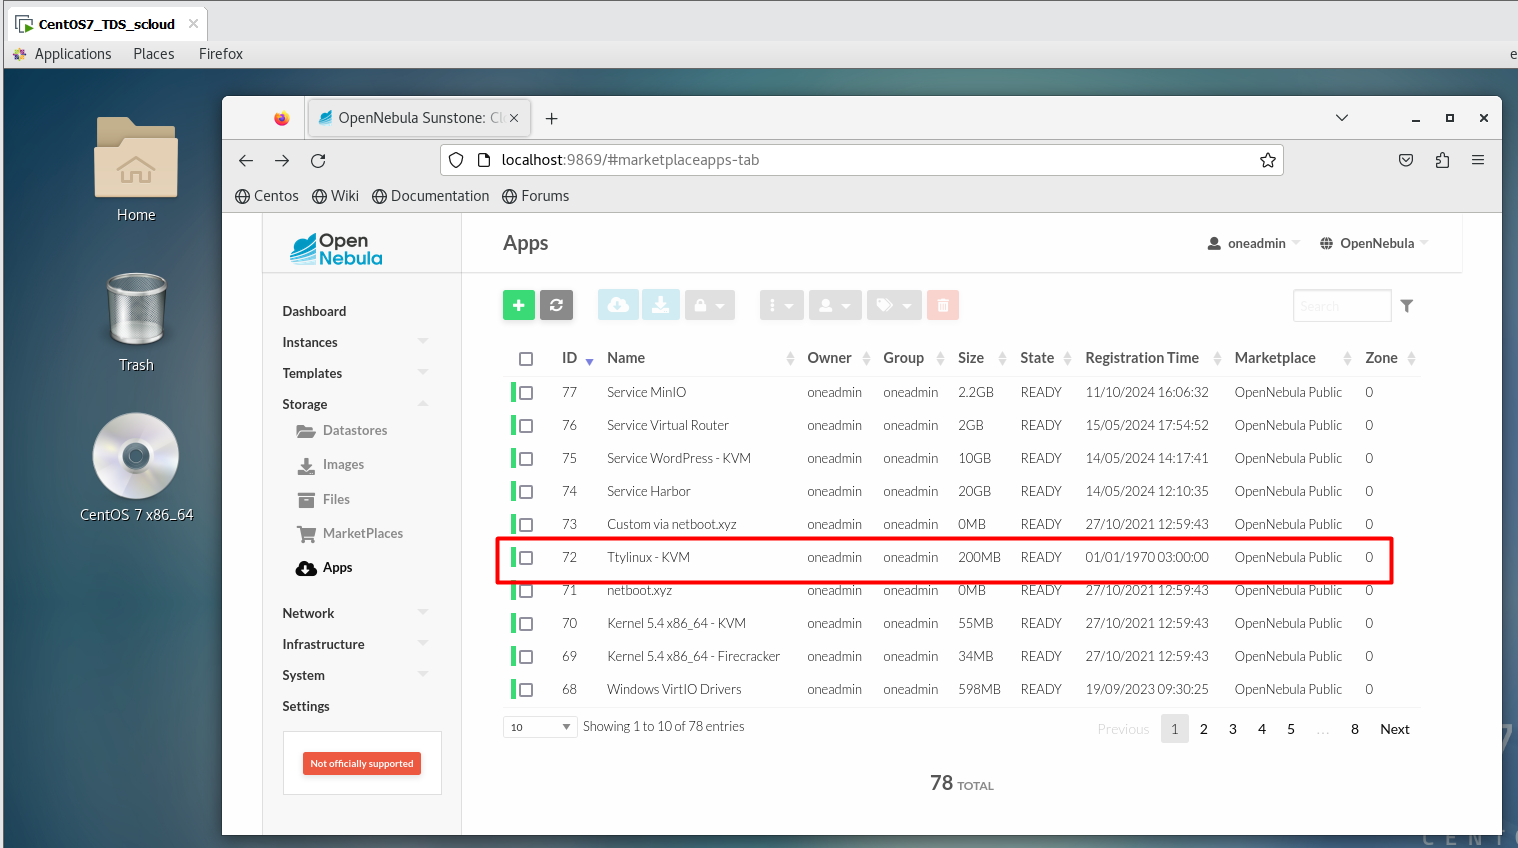 CentOS7_TDS_scloud
Applications Places Firefox
OpenNebula Sunstone: Cl
localhost:9869/#marketplaceapps-tab
Centos Wiki Documentation Forums
Home
Trash
CentOS 7 x86_64
Open
Nebula
Apps
oneadmin OpenNebula
Dashboard
Instances
Templates
Storage
Datastores
Images
Files
MarketPlaces
Apps
Network
Infrastructure
System
Settings
Not officially supported
Search
ID Name Owner Group Size State Registration Time Marketplace Zone
77 Service MinIO oneadmin oneadmin 2.2GB READY 11/10/2024 16:06:32 OpenNebula Public 0
76 Service Virtual Router oneadmin oneadmin 2GB READY 15/05/2024 17:54:52 OpenNebula Public 0
75 Service WordPress - KVM oneadmin oneadmin 10GB READY 14/05/2024 14:17:41 OpenNebula Public 0
74 Service Harbor oneadmin oneadmin 20GB READY 14/05/2024 12:10:35 OpenNebula Public 0
73 Custom via netboot.xyz oneadmin oneadmin 0MB READY 27/10/2021 12:59:43 OpenNebula Public 0
72 Ttylinux - KVM oneadmin oneadmin 200MB READY 01/01/1970 03:00:00 OpenNebula Public 0
71 netboot.xyz oneadmin oneadmin 0MB READY 27/10/2021 12:59:43 OpenNebula Public 0
70 Kernel 5.4 x86_64 - KVM oneadmin oneadmin 55MB READY 27/10/2021 12:59:43 OpenNebula Public 0
69 Kernel 5.4 x86_64 - Firecracker oneadmin oneadmin 34MB READY 27/10/2021 12:59:43 OpenNebula Public 0
68 Windows VirtIO Drivers oneadmin oneadmin 598MB READY 19/09/2023 09:30:25 OpenNebula Public 0
10 Showing 1 to 10 of 78 entries
Previous 1 2 3 4 5 ... 8 Next
78 TOTAL
7